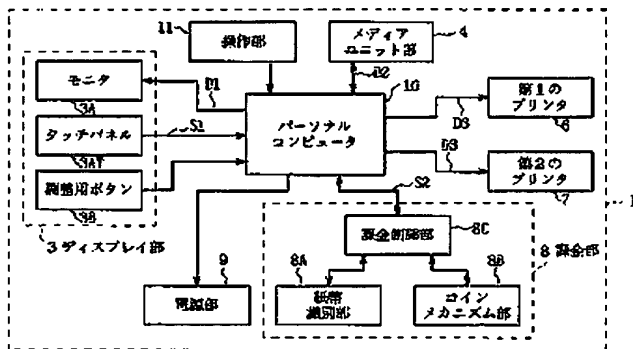 11
操作部
メディア
ユニット部
4
モニタ
3A
D1
D2
10
第1の
プリンタ
6
D3
タッチパネル
3AT
S1
パーソナル
コンピュータ
調整用ボタン
3B
D3
第2の
プリンタ
7
S2
1
3 ディスプレイ部
課金制御部
8C
8 課金部
9
電源部
8A
紙幣
識別部
8B
コイン
メカニズム部